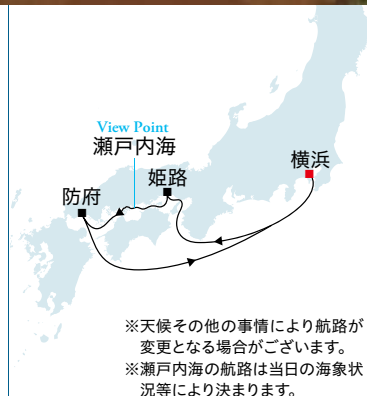 View Point
瀬戸内海
横浜
姫路
防府
※天候その他の事情により航路が
変更となる場合がございます。
※瀬戸内海の航路は当日の海象状
況等により決まります。